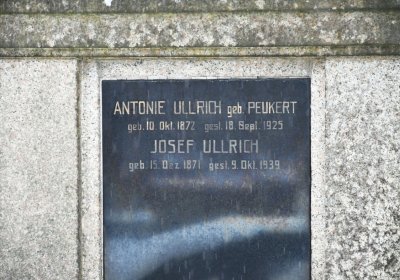 ANTONIE ULLRICH geb. PEUKERT
geb. 10. Okt. 1872 gest. 18. Sept. 1925
JOSEF ULLRICH
geb. 15. Dez. 1871 gest. 9. Okt. 1939